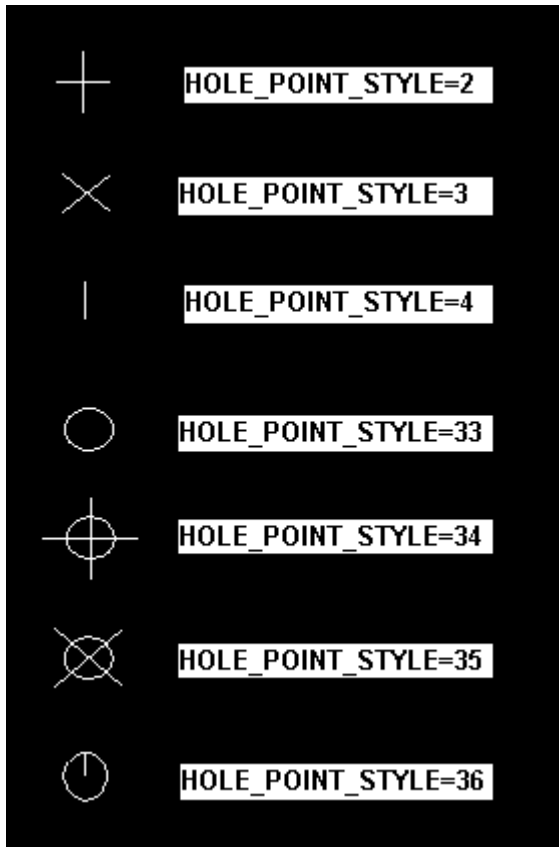 HOLE_POINT_STYLE=2
HOLE_POINT_STYLE=3
HOLE_POINT_STYLE=4
HOLE_POINT_STYLE=33
HOLE_POINT_STYLE=34
HOLE_POINT_STYLE=35
HOLE_POINT_STYLE=36